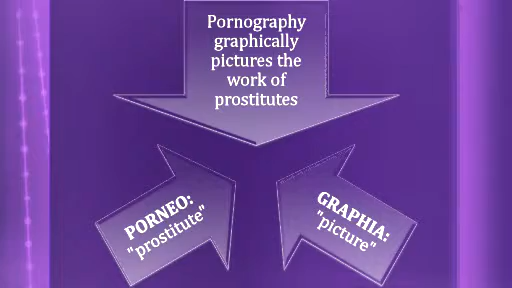 Pornography
graphically
pictures the
work of
prostitutes
PORNEO:
"prostitute"
GRAPHIA:
"picture"